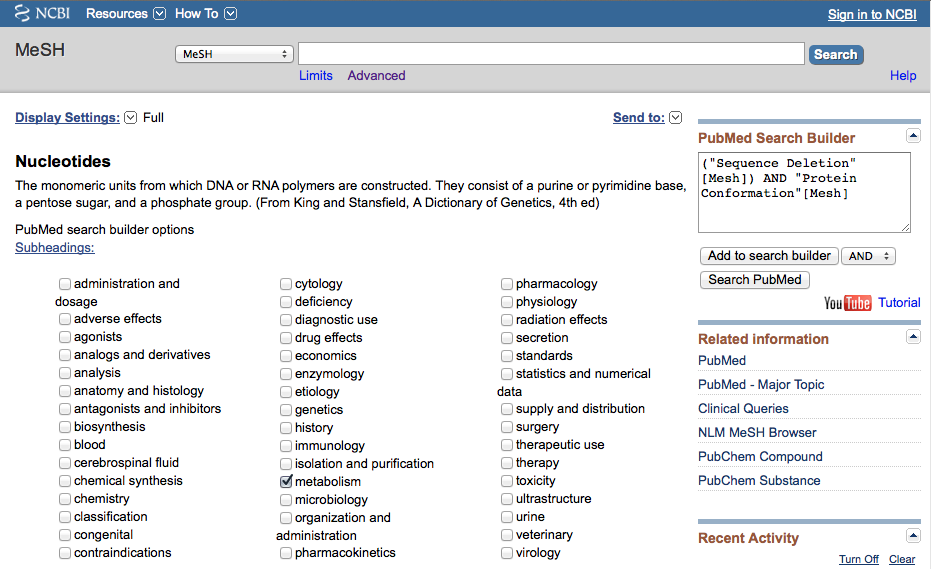 NCBI Resources How To Sign in to NCBI
MeSH MeSH Search
Limits Advanced Help
Display Settings: Full Send to:
Nucleotides
The monomeric units from which DNA or RNA polymers are constructed. They consist of a purine or pyrimidine base,
a pentose sugar, and a phosphate group. (From King and Stansfield, A Dictionary of Genetics, 4th ed)
PubMed search builder options
Subheadings:
administration and
dosage
adverse effects
agonists
analogs and derivatives
analysis
anatomy and histology
antagonists and inhibitors
biosynthesis
blood
cerebrospinal fluid
chemical synthesis
chemistry
classification
congenital
contraindications
cytology
deficiency
diagnostic use
drug effects
economics
enzymology
etiology
genetics
history
immunology
isolation and purification
metabolism
microbiology
organization and
administration
pharmacokinetics
pharmacology
physiology
radiation effects
secretion
standards
statistics and numerical
data
supply and distribution
surgery
therapeutic use
therapy
toxicity
ultrastructure
urine
veterinary
virology
PubMed Search Builder
("Sequence Deletion"
[Mesh]) AND "Protein
Conformation"[Mesh]
Add to search builder AND
Search PubMed
YouTube Tutorial
Related information
PubMed
PubMed - Major Topic
Clinical Queries
NLM MeSH Browser
PubChem Compound
PubChem Substance
Recent Activity
Turn Off Clear